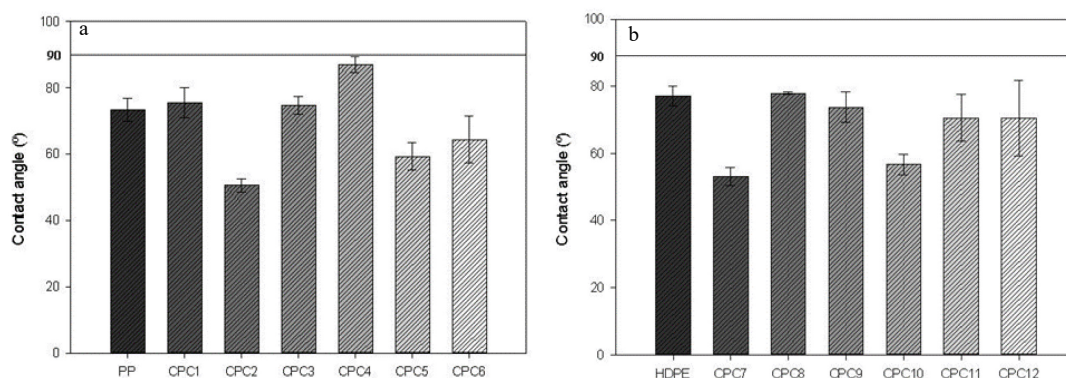 a
100
90
80
60
40
20
0
Contact angle (º)
PP CPC1 CPC2 CPC3 CPC4 CPC5 CPC6
b
100
90
80
60
40
20
0
Contact angle (º)
HDPE CPC7 CPC8 CPC9 CPC10 CPC11 CPC12